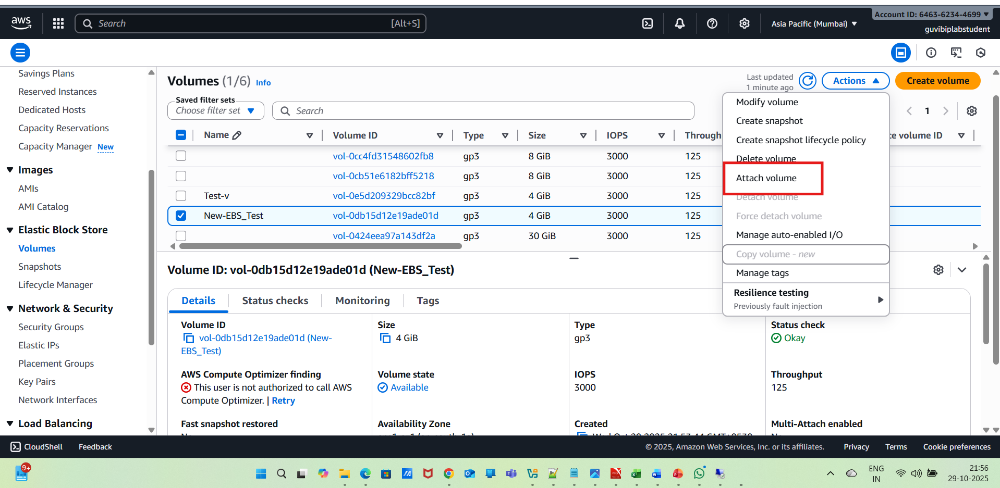 aws
Search
[Alt+S]
Asia Pacific (Mumbai)
Account ID: 6463-6234-4699
guvibiplabstudent
Savings Plans
Reserved Instances
Dedicated Hosts
Capacity Reservations
Capacity Manager New
Images
AMIs
AMI Catalog
Elastic Block Store
Volumes
Snapshots
Lifecycle Manager
Network & Security
Security Groups
Elastic IPs
Placement Groups
Key Pairs
Network Interfaces
Load Balancing
Volumes (1/6) Info
Last updated
1 minute ago
Actions
Create volume
Saved filter sets
Choose filter set
Search
1
Name Volume ID Type Size IOPS Through ce volume ID
vol-0cc4fd31548602fb8 gp3 8 GiB 3000 125
vol-0cb51e6182bff5218 gp3 8 GiB 3000 125
Test-v vol-0e5d209329bcc82bf gp3 4 GiB 3000 125
New-EBS_Test vol-0db15d12e19ade01d gp3 4 GiB 3000 125
vol-0424eea97a143df2a gp3 30 GiB 3000 125
Modify volume
Create snapshot
Create snapshot lifecycle policy
Delete volume
Attach volume
Detach volume
Force detach volume
Manage auto-enabled I/O
Copy volume - new
Manage tags
Resilience testing
Previously fault injection
Volume ID: vol-0db15d12e19ade01d (New-EBS_Test)
Details Status checks Monitoring Tags
Volume ID
vol-0db15d12e19ade01d (New-
EBS_Test)
Size
4 GiB
Type
gp3
Status check
Okay
AWS Compute Optimizer finding
This user is not authorized to call AWS
Compute Optimizer. | Retry
Volume state
Available
IOPS
3000
Throughput
125
Fast snapshot restored
Availability Zone
Created
Wed Oct 29 2025 21:53:44 GMT+0530
Multi-Attach enabled
CloudShell Feedback
© 2025, Amazon Web Services, Inc. or its affiliates. Privacy Terms Cookie preferences
9+
ENG
IN
21:56
29-10-2025